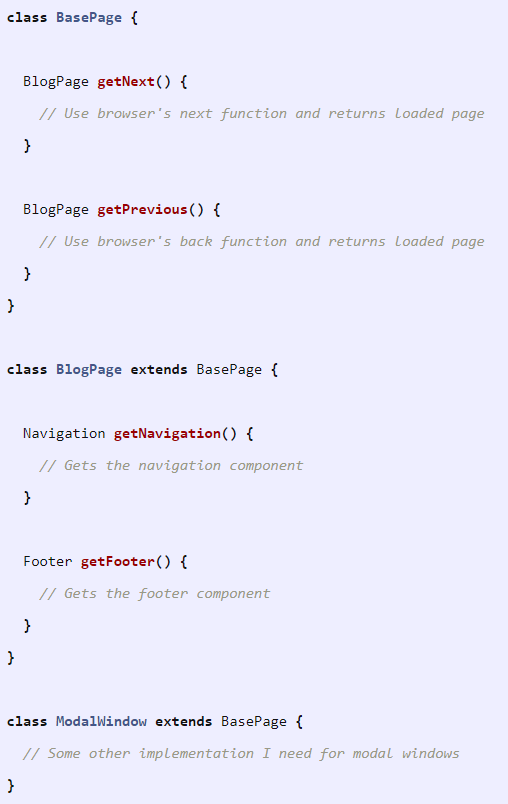 class BasePage {
BlogPage getNext() {
// Use browser's next function and returns loaded page
}
BlogPage getPrevious() {
// Use browser's back function and returns loaded page
}
}
class BlogPage extends BasePage {
Navigation getNavigation() {
// Gets the navigation component
}
Footer getFooter() {
// Gets the footer component
}
}
class ModalWindow extends BasePage {
// Some other implementation I need for modal windows
}